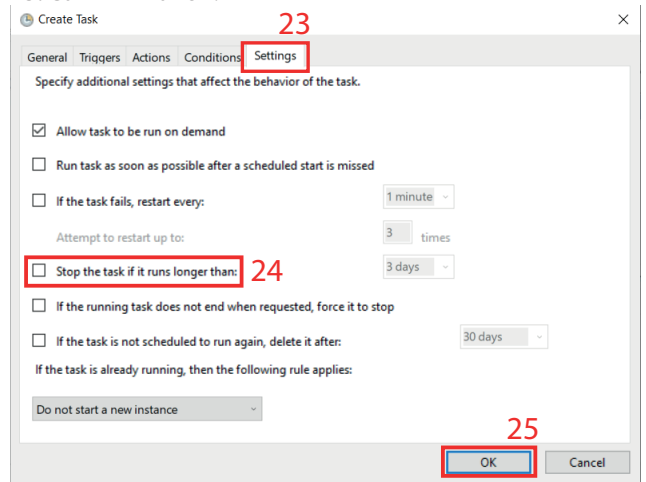 Create Task
23
General Triggers Actions Conditions Settings
Specify additional settings that affect the behavior of the task.
Allow task to be run on demand
Run task as soon as possible after a scheduled start is missed
If the task fails, restart every: 1 minute
Attempt to restart up to: 3 times
Stop the task if it runs longer than: 24 3 days
If the running task does not end when requested, force it to stop
If the task is not scheduled to run again, delete it after: 30 days
If the task is already running, then the following rule applies:
Do not start a new instance
25
OK Cancel